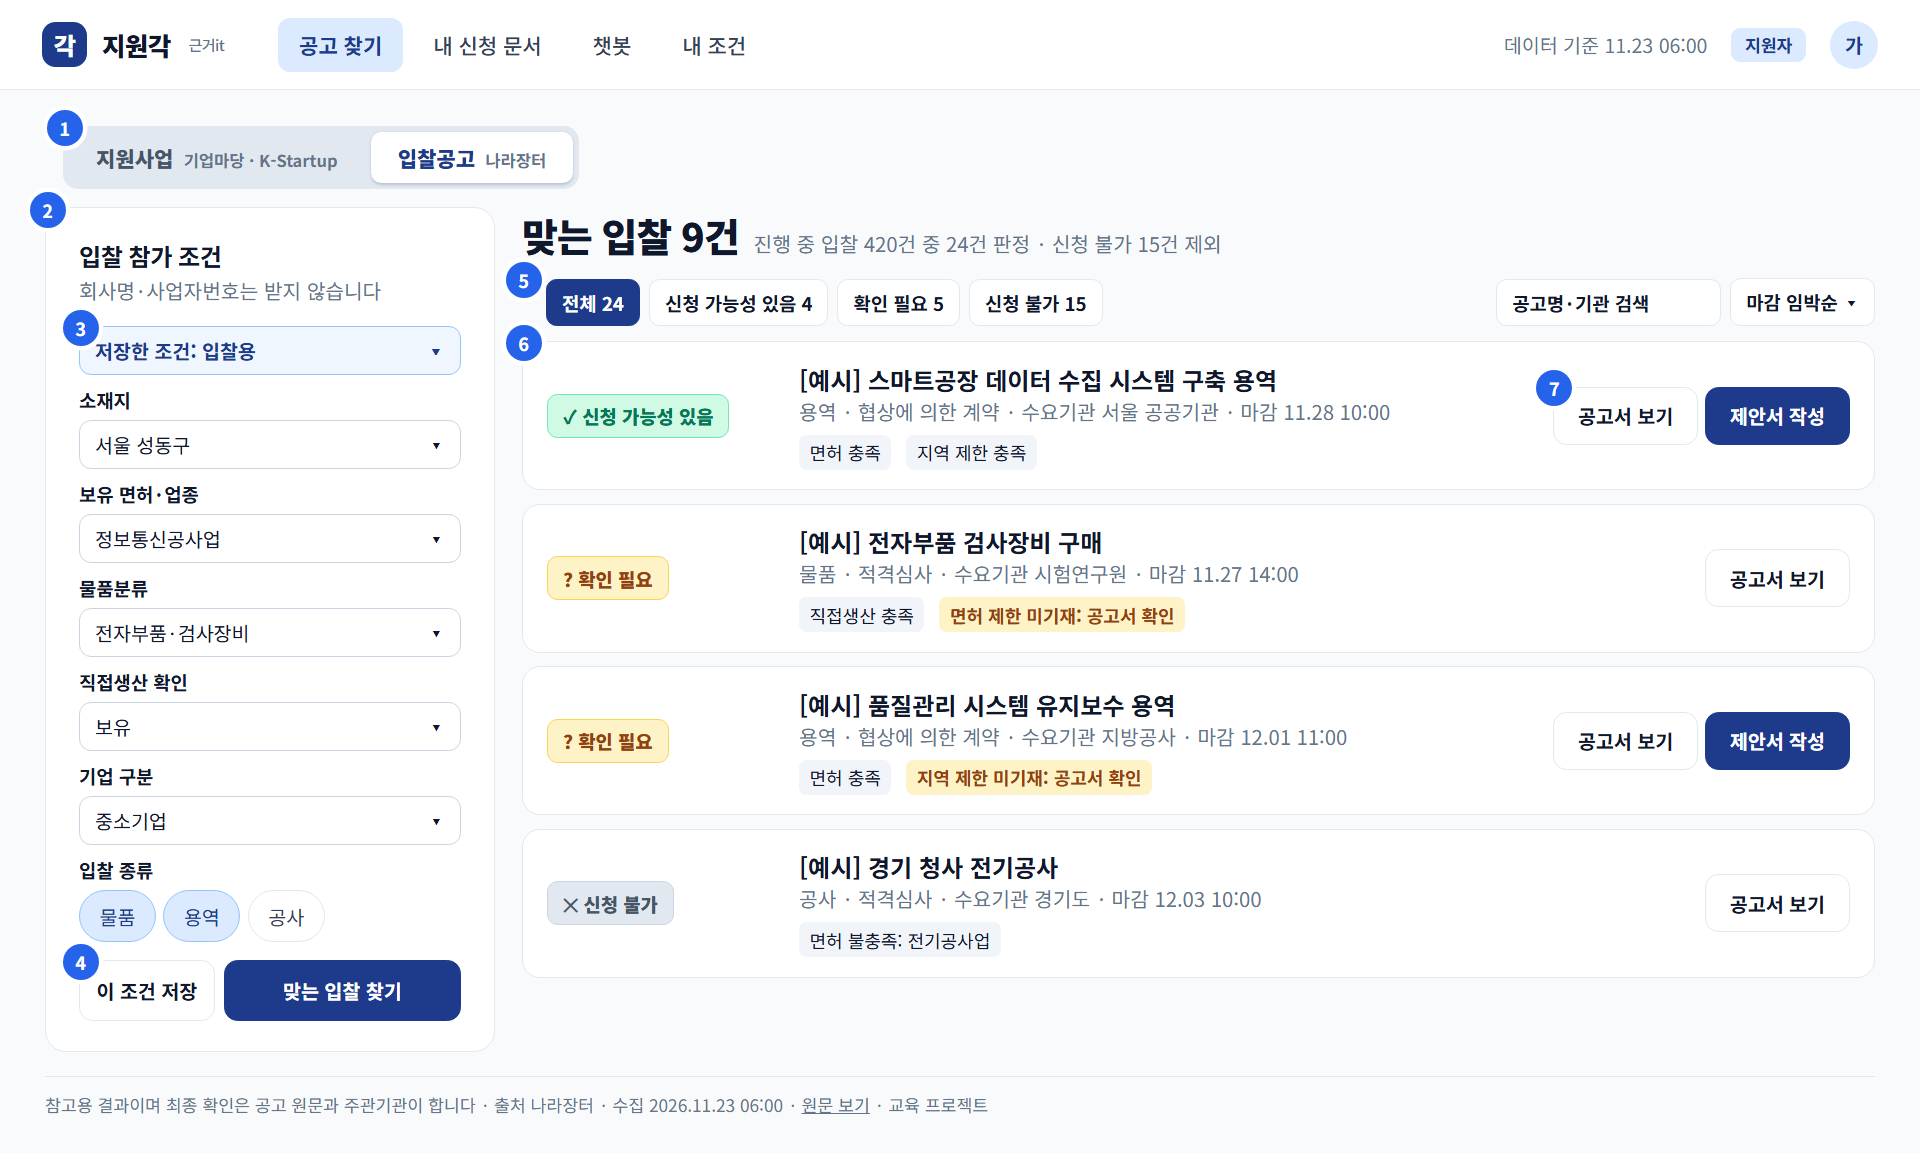 각 지원각 근거it 공고 찾기 내 신청 문서 챗봇 내 조건 데이터 기준 11.23 06:00 지원자 가
1
지원사업 기업마당 · K-Startup 입찰공고 나라장터
2
입찰 참가 조건
회사명·사업자번호는 받지 않습니다
3
저장한 조건: 입찰용 ▼
소재지
서울 성동구 ▼
보유 면허·업종
정보통신공사업 ▼
물품분류
전자부품·검사장비 ▼
직접생산 확인
보유 ▼
기업 구분
중소기업 ▼
입찰 종류
물품 용역 공사
4
이 조건 저장 맞는 입찰 찾기
맞는 입찰 9건 진행 중 입찰 420건 중 24건 판정 · 신청 불가 15건 제외
5
전체 24 신청 가능성 있음 4 확인 필요 5 신청 불가 15 공고명·기관 검색 마감 임박순 ▼
6
[예시] 스마트공장 데이터 수집 시스템 구축 용역
✓ 신청 가능성 있음 용역 · 협상에 의한 계약 · 수요기관 서울 공공기관 · 마감 11.28 10:00
면허 충족 지역 제한 충족
7
공고서 보기 제안서 작성
[예시] 전자부품 검사장비 구매
? 확인 필요 물품 · 적격심사 · 수요기관 시험연구원 · 마감 11.27 14:00
직접생산 충족 면허 제한 미기재: 공고서 확인
공고서 보기
[예시] 품질관리 시스템 유지보수 용역
? 확인 필요 용역 · 협상에 의한 계약 · 수요기관 지방공사 · 마감 12.01 11:00
면허 충족 지역 제한 미기재: 공고서 확인
공고서 보기 제안서 작성
[예시] 경기 청사 전기공사
✕ 신청 불가 공사 · 적격심사 · 수요기관 경기도 · 마감 12.03 10:00
면허 불충족: 전기공사업
공고서 보기
참고용 결과이며 최종 확인은 공고 원문과 주관기관이 합니다 · 출처 나라장터 · 수집 2026.11.23 06:00 · 원문 보기 · 교육 프로젝트